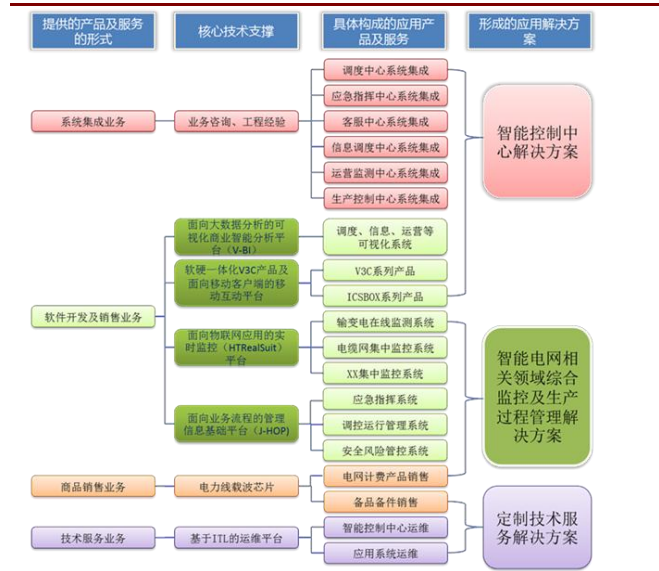 提供的产品及服务
的形式
核心技术支撑
具体构成的应用产
品及服务
形成的应用解决方
案
系统集成业务
业务咨询、工程经验
调度中心系统集成
应急指挥中心系统集成
客服中心系统集成
信息调度中心系统集成
运营监测中心系统集成
生产控制中心系统集成
智能控制中
心解决方案
软件开发及销售业务
面向大数据分析的可
视化商业智能分析平
台（V-BI）
调度、信息、运营等
可视化系统
软硬一体化V3C产品及
面向移动客户端的移
动互动平台
V3C系列产品
ICSBOX系列产品
面向物联网应用的实
时监控（HTRealSuit）
平台
输变电在线监测系统
电缆网集中监控系统
XX集中监控系统
面向业务流程的管理
信息基础平台（J-HOP）
应急指挥系统
调控运行管理系统
安全风险管控系统
智能电网相
关领域综合
监控及生产
过程管理解
决方案
商品销售业务
电力线载波芯片
电网计费产品销售
备品备件销售
技术服务业务
基于ITL的运维平台
智能控制中心运维
应用系统运维
定制技术服
务解决方案